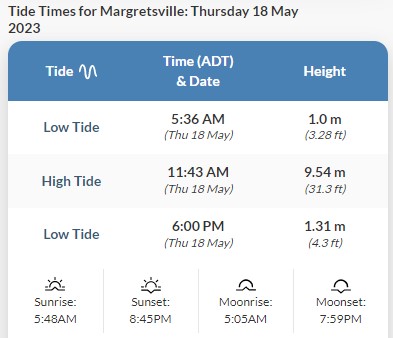 Tide Times for Margretsville: Thursday 18 May
2023
Tide Time (ADT) & Date Height
Low Tide 5:36 AM 1.0 m
(Thu 18 May) (3.28 ft)
High Tide 11:43 AM 9.54 m
(Thu 18 May) (31.3 ft)
Low Tide 6:00 PM 1.31 m
(Thu 18 May) (4.3 ft)
Sunrise: Sunset: Moonrise: Moonset:
5:48AM 8:45PM 5:05AM 7:59PM